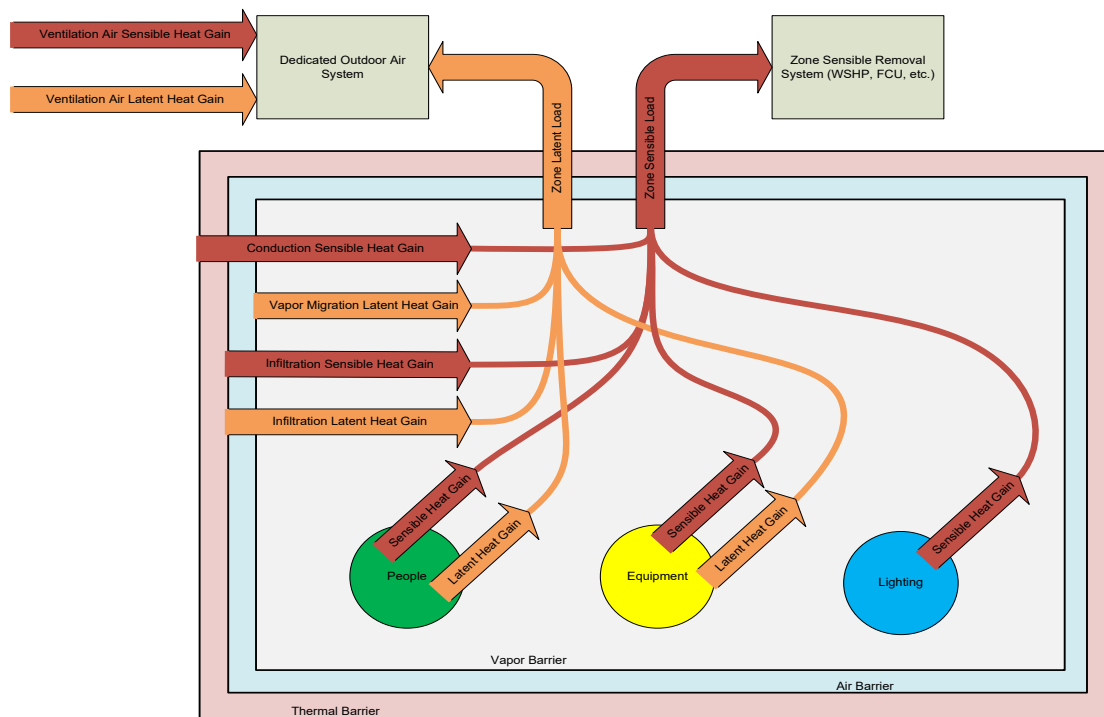 Ventilation Air Sensible Heat Gain
Dedicated Outdoor Air
System
Zone Sensible Removal
System (WSHP, FCU, etc.)
Ventilation Air Latent Heat Gain
Zone Latent Load
Zone Sensible Load
Conduction Sensible Heat Gain
Vapor Migration Latent Heat Gain
Infiltration Sensible Heat Gain
Infiltration Latent Heat Gain
Sensible Heat Gain
Latent Heat Gain
Sensible Heat Gain
Latent Heat Gain
Sensible Heat Gain
People
Equipment
Lighting
Vapor Barrier
Air Barrier
Thermal Barrier